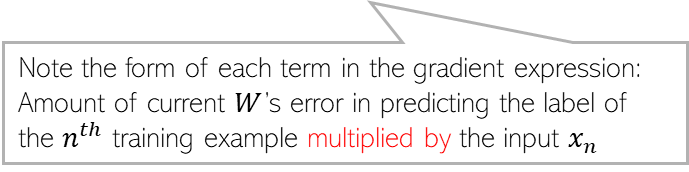 Note the form of each term in the gradient expression:
Amount of current W's error in predicting the label of
the nth training example multiplied by the input xn